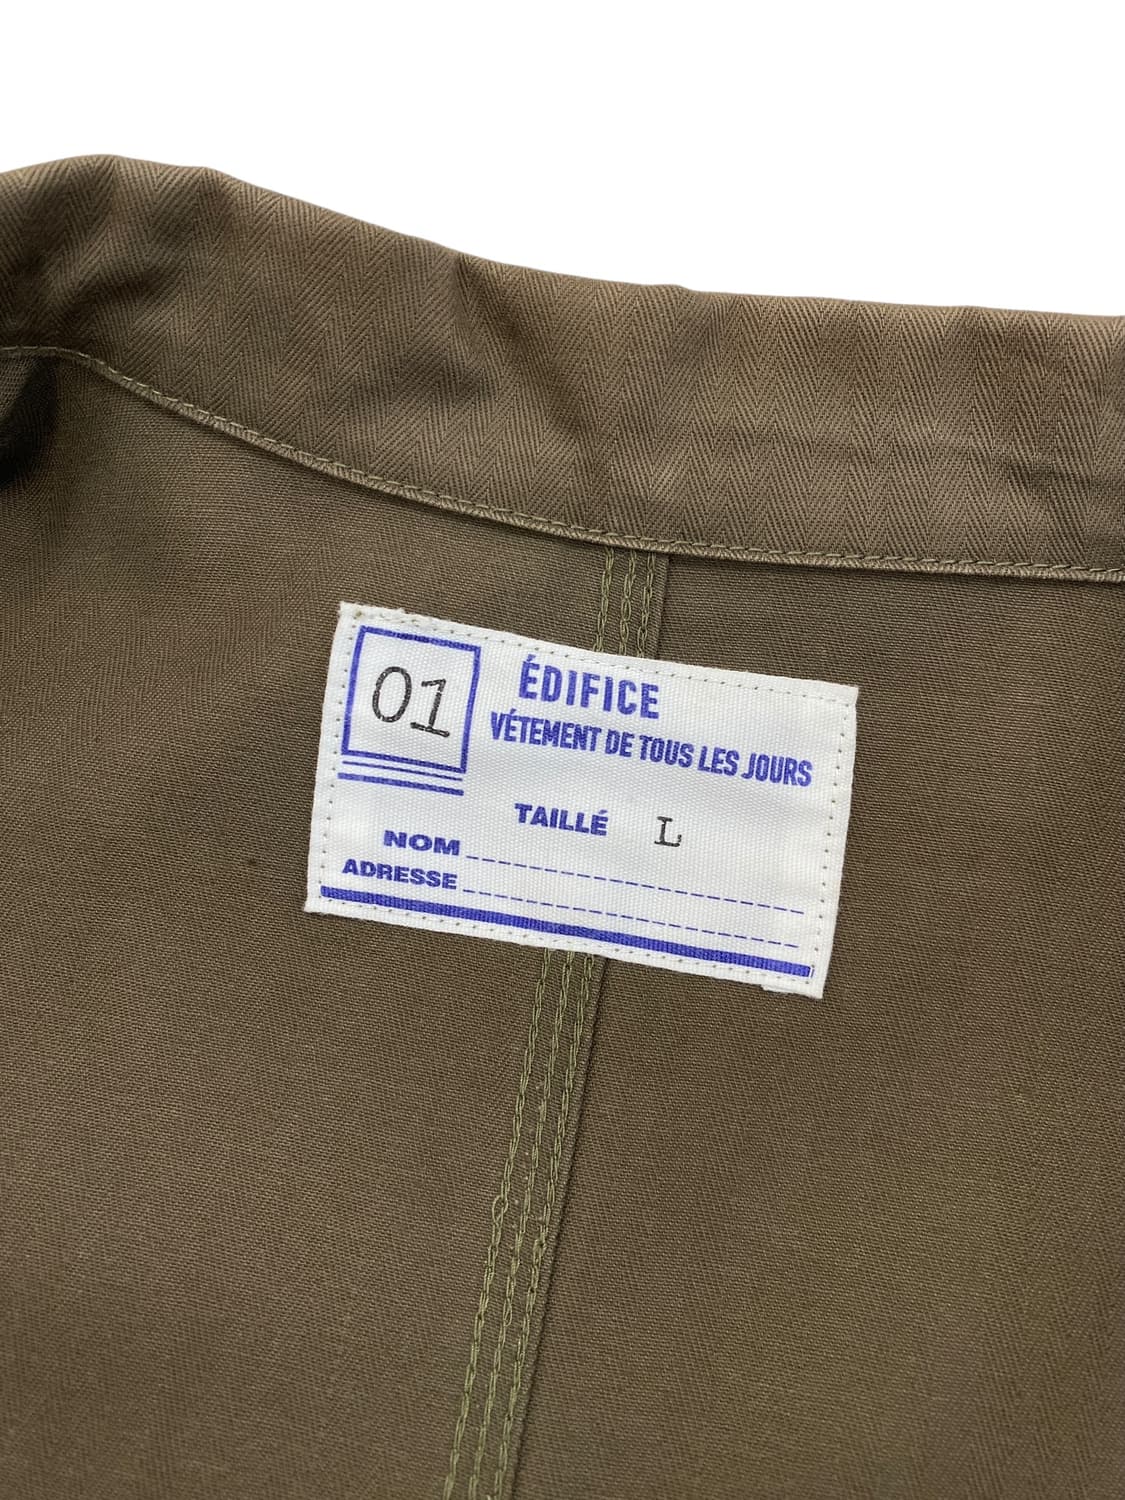 01
ÉDIFICE
VÉTEMENT DE TOUS LES JOURS
TAILLÉ L
NOM
ADRESSE